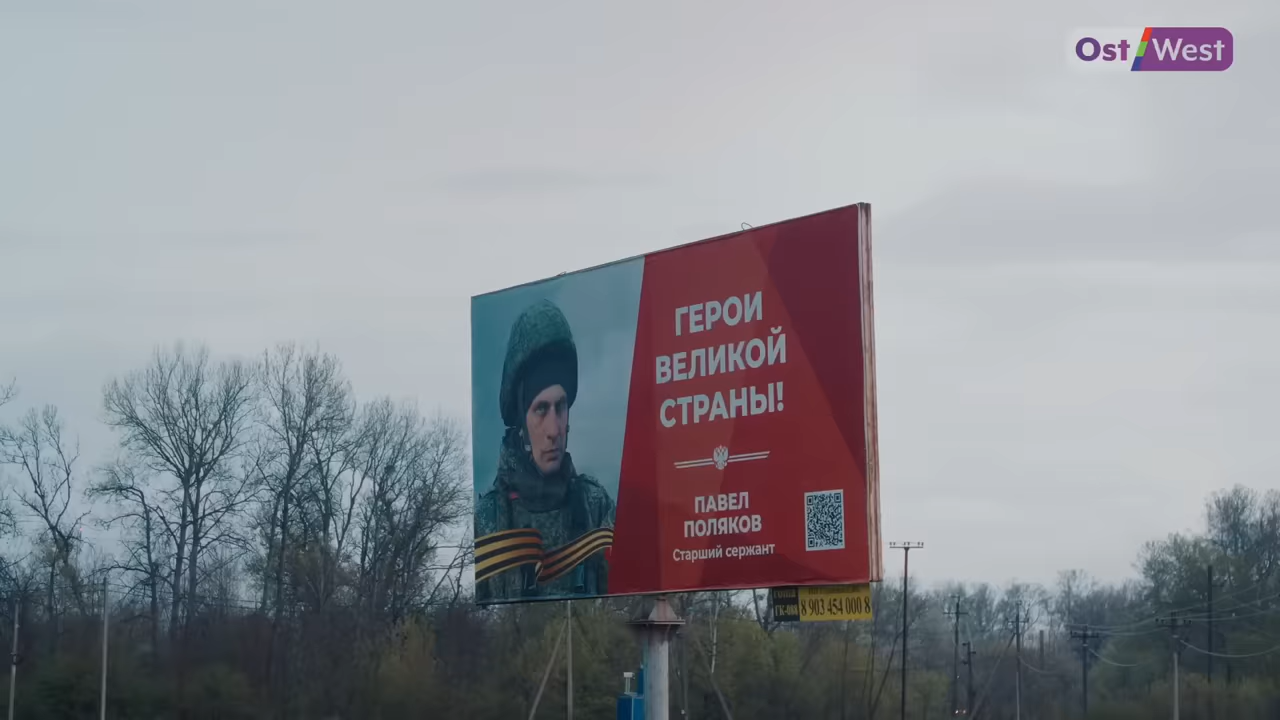 Ost West
ГЕРОИ
ВЕЛИКОЙ
СТРАНЫ!
ПАВЕЛ
ПОЛЯКОВ
Старший сержант
8 903 454 000 8